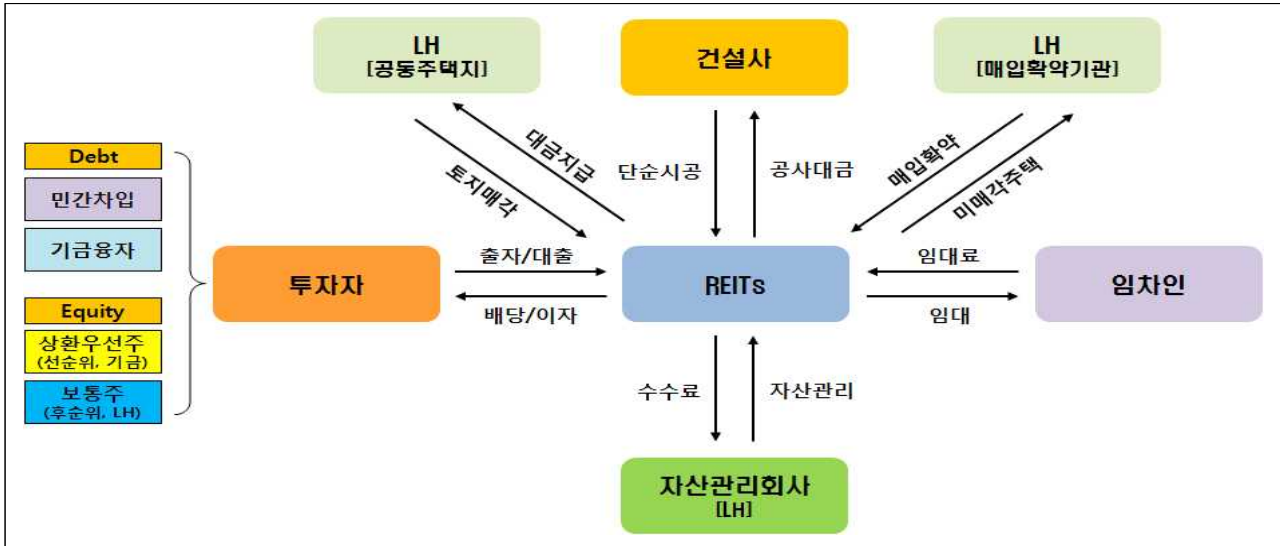 LH
[공동주택지]
건설사
LH
[매입확약기관]
대금지급
토지매각
단순시공
공사대금
매입확약
미매각주택
Debt
민간차입
기금융자
Equity
상환우선주
(선순위, 기금)
보통주
(후순위, LH)
투자자
출자/대출
배당/이자
REITs
임대료
임대
임차인
수수료
자산관리
자산관리회사
[LH]